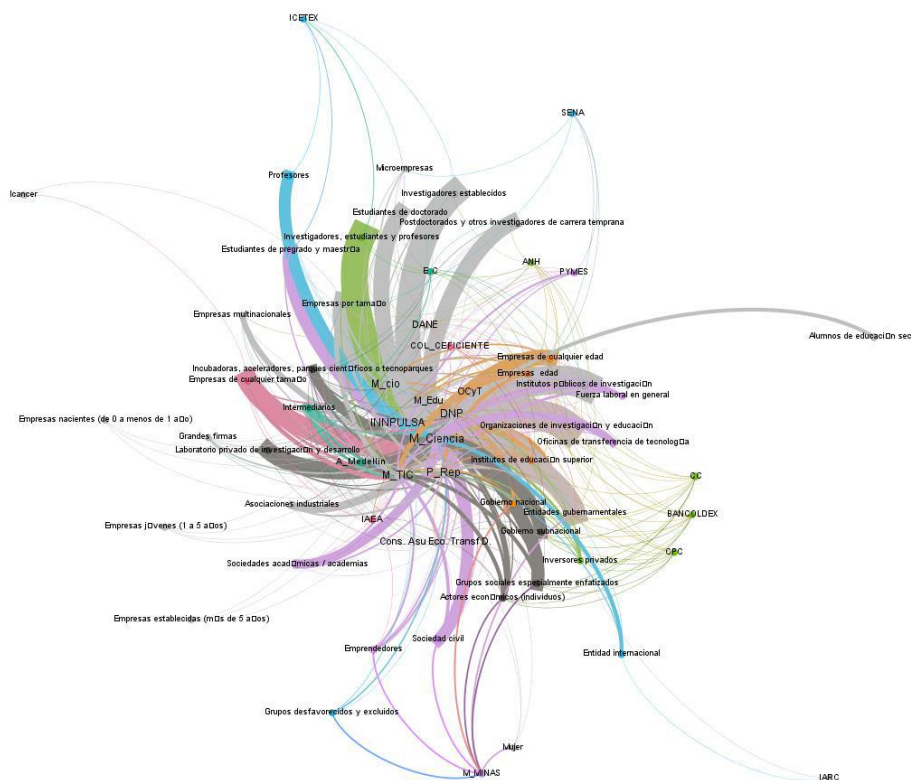 ICETEX
SENA
Microempresas
Profesores
Investigadores establecidos
Icancer
Estudiantes de doctorado
Postdoctorados y otros investigadores de carrera temprana
Investigadores, estudiantes y profesores
Estudiantes de pregrado y maestr□a
E_C
ANH
PYMES
Empresas por tama□o
Empresas multinacionales
DANE
Alumnos de educaci□n sec
COL_CEFICIENTE
Empresas de cualquier edad
Incubadoras, aceleradores, parques cient□ficos o tecnoparques
Empresas edad
Empresas de cualquier tama□o
M_cio
Institutos p□blicos de investigaci□n
OCyT
Fuerza laboral en general
M_Edu
Intermediarios
DNP
Empresas nacientes (de 0 a menos de 1 a□o)
INNPULSA
Organizaciones de investigaci□n y educaci□n
Grandes firmas
M_Ciencia
Oficinas de transferencia de tecnolog□a
Laboratorio privado de investigaci□n y desarrollo
A_Medellin
Institutos de educaci□n superior
M_TIC
P_Rep
CC
Asociaciones industriales
Gobierno nacional
Entidades gubernamentales
BANCOLDEX
IAEA
Empresas j□venes (1 a 5 a□os)
Gobierno subnacional
Cons. Asu Eco. Transf D.
CPC
Inversores privados
Sociedades acad□micas / academias
Grupos sociales especialmente enfatizados
Actores econ□micos (individuos)
Empresas establecidas (m□s de 5 a□os)
Sociedad civil
Emprendedores
Entidad internacional
Grupos desfavorecidos y excluidos
Mujer
M_MINAS
IARC